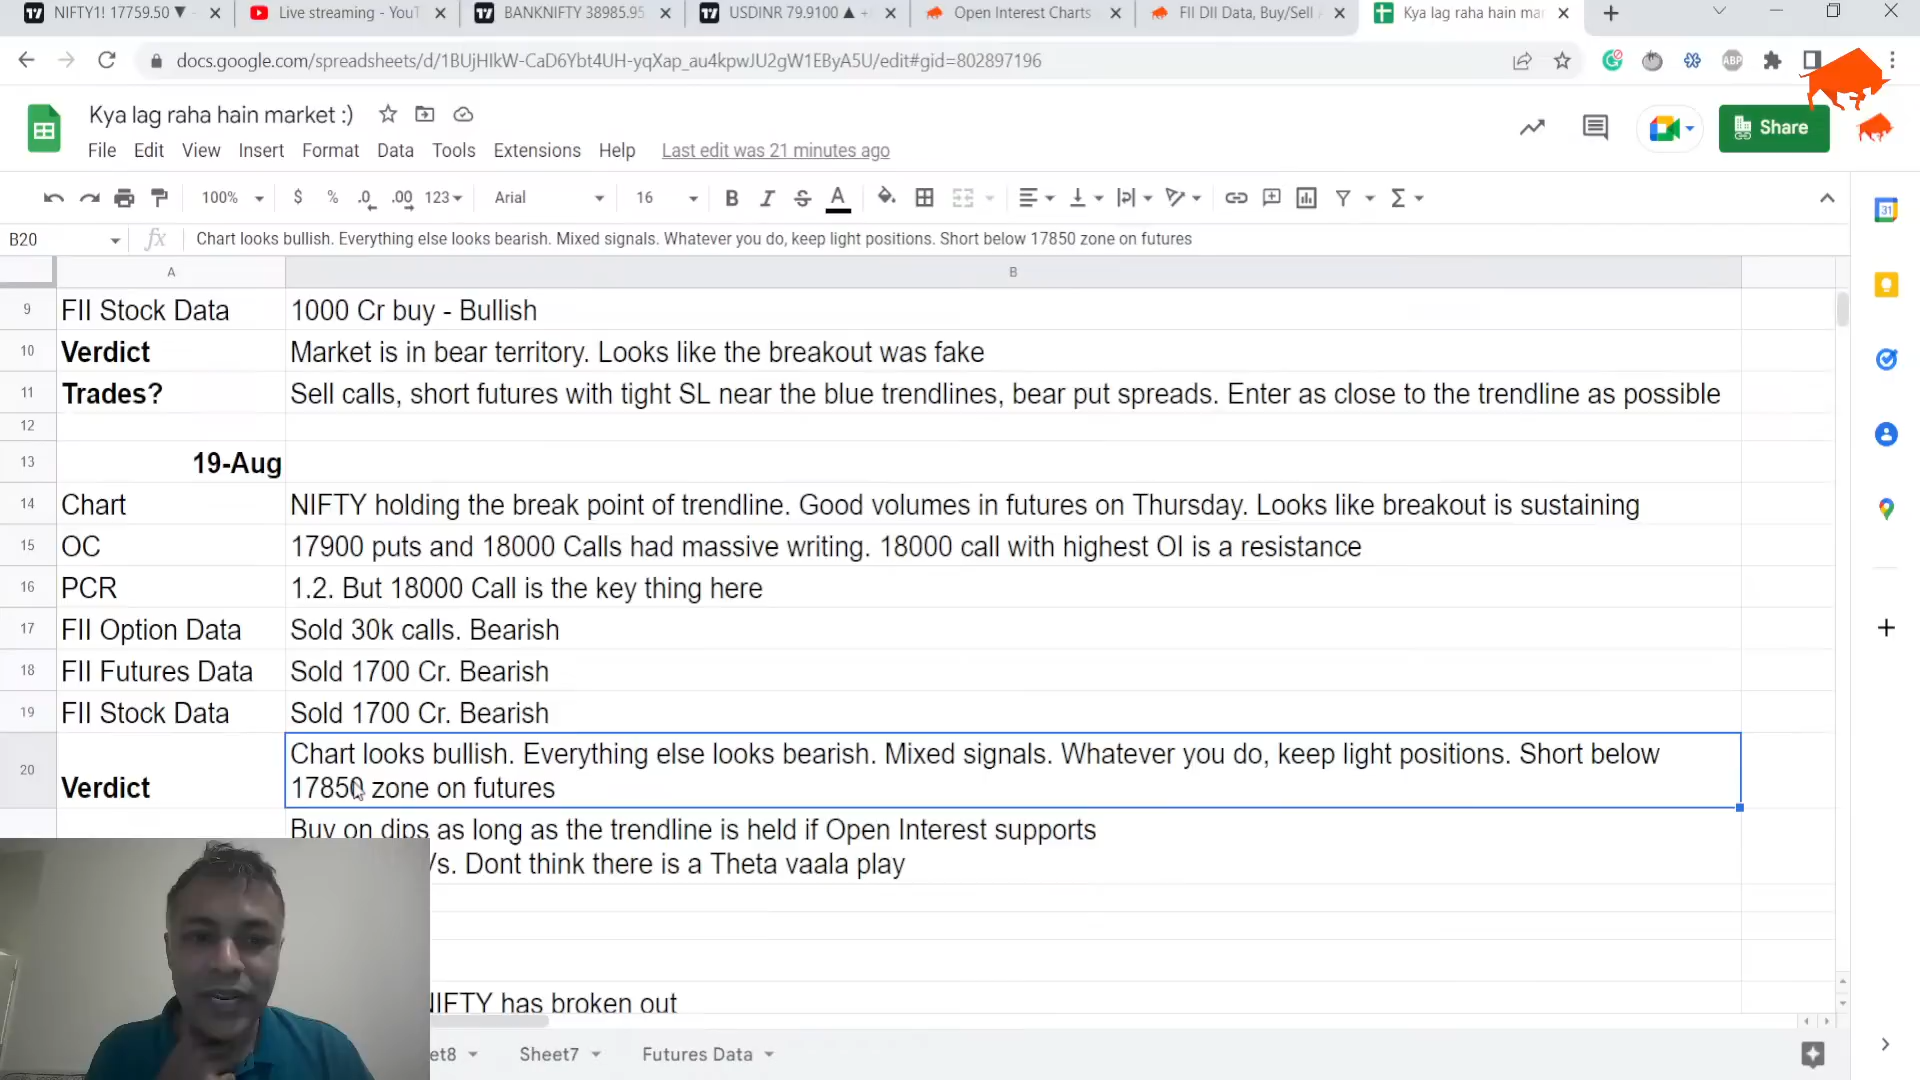 NIFTY1! 17759.50 ▼
Live streaming - YouT
BANKNIFTY 38985.95
USDINR 79.9100 ▲ +
Open Interest Charts
FII DII Data, Buy/Sell
Kya lag raha hain mar
docs.google.com/spreadsheets/d/1BUjHIkW-CaD6Ybt4UH-yqXap_au4kpwJU2gW1EByA5U/edit#gid=802897196
ABP
Kya lag raha hain market :)
File Edit View Insert Format Data Tools Extensions Help Last edit was 21 minutes ago
Share
100% $ % .0 .00 123 Arial 16 B I S A
31
B20 fx Chart looks bullish. Everything else looks bearish. Mixed signals. Whatever you do, keep light positions. Short below 17850 zone on futures
A B
9 FII Stock Data 1000 Cr buy - Bullish
10 Verdict Market is in bear territory. Looks like the breakout was fake
11 Trades? Sell calls, short futures with tight SL near the blue trendlines, bear put spreads. Enter as close to the trendline as possible
12
13 19-Aug
14 Chart NIFTY holding the break point of trendline. Good volumes in futures on Thursday. Looks like breakout is sustaining
15 OC 17900 puts and 18000 Calls had massive writing. 18000 call with highest OI is a resistance
16 PCR 1.2. But 18000 Call is the key thing here
17 FII Option Data Sold 30k calls. Bearish
18 FII Futures Data Sold 1700 Cr. Bearish
19 FII Stock Data Sold 1700 Cr. Bearish
20 Verdict Chart looks bullish. Everything else looks bearish. Mixed signals. Whatever you do, keep light positions. Short below
17850 zone on futures
Buy on dips as long as the trendline is held if Open Interest supports
Vs. Dont think there is a Theta vaala play
NIFTY has broken out
et8 Sheet7 Futures Data